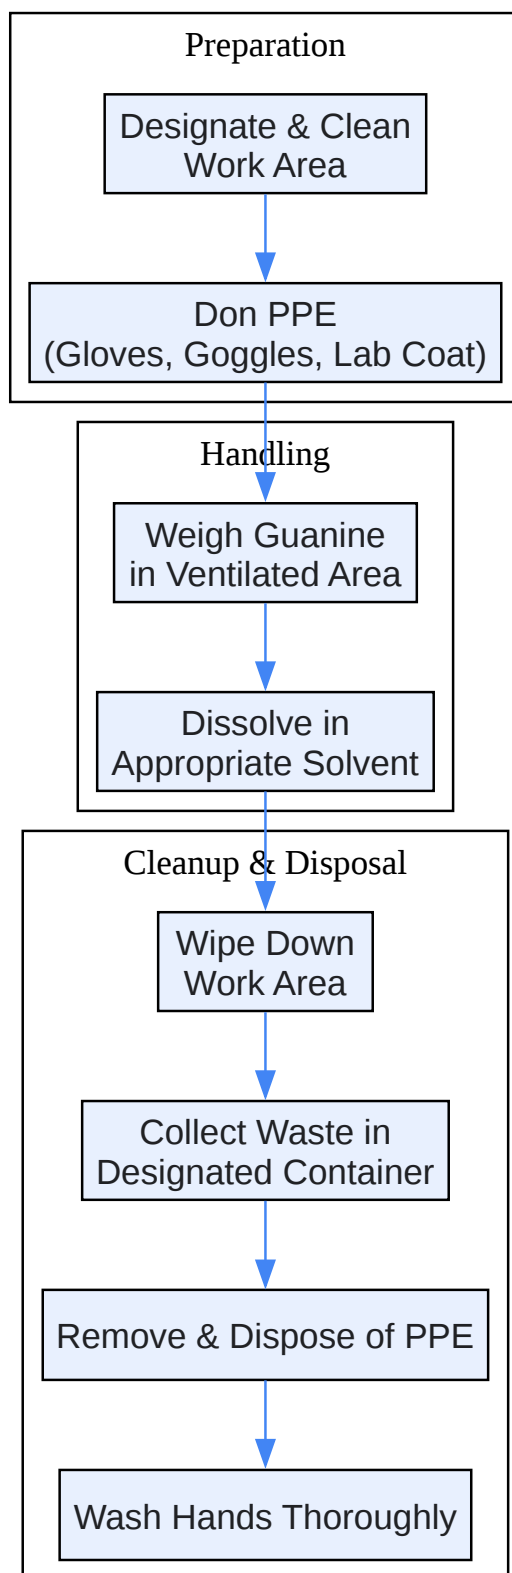 Preparation
Designate & Clean
Work Area
Don PPE
(Gloves, Goggles, Lab Coat)
Handling
Weigh Guanine
in Ventilated Area
Dissolve in
Appropriate Solvent
Cleanup & Disposal
Wipe Down
Work Area
Collect Waste in
Designated Container
Remove & Dispose of PPE
Wash Hands Thoroughly